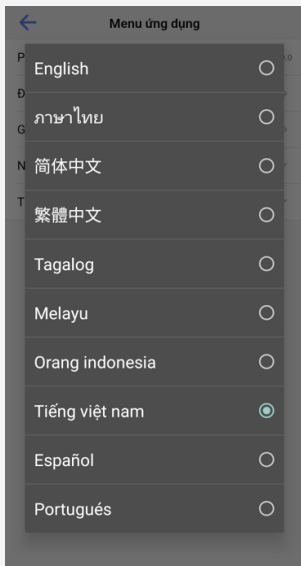 Menu ứng dụng
English
ภาษาไทย
简体中文
繁體中文
Tagalog
Melayu
Orang indonesia
Tiếng việt nam
Español
Portugués